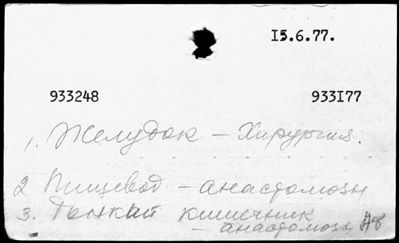 15.6.77.
933248 933177
1. Желудок - Хирургия.
2 Пищевод - анастомозы
3. Тонкий кишечник
- анастомозы